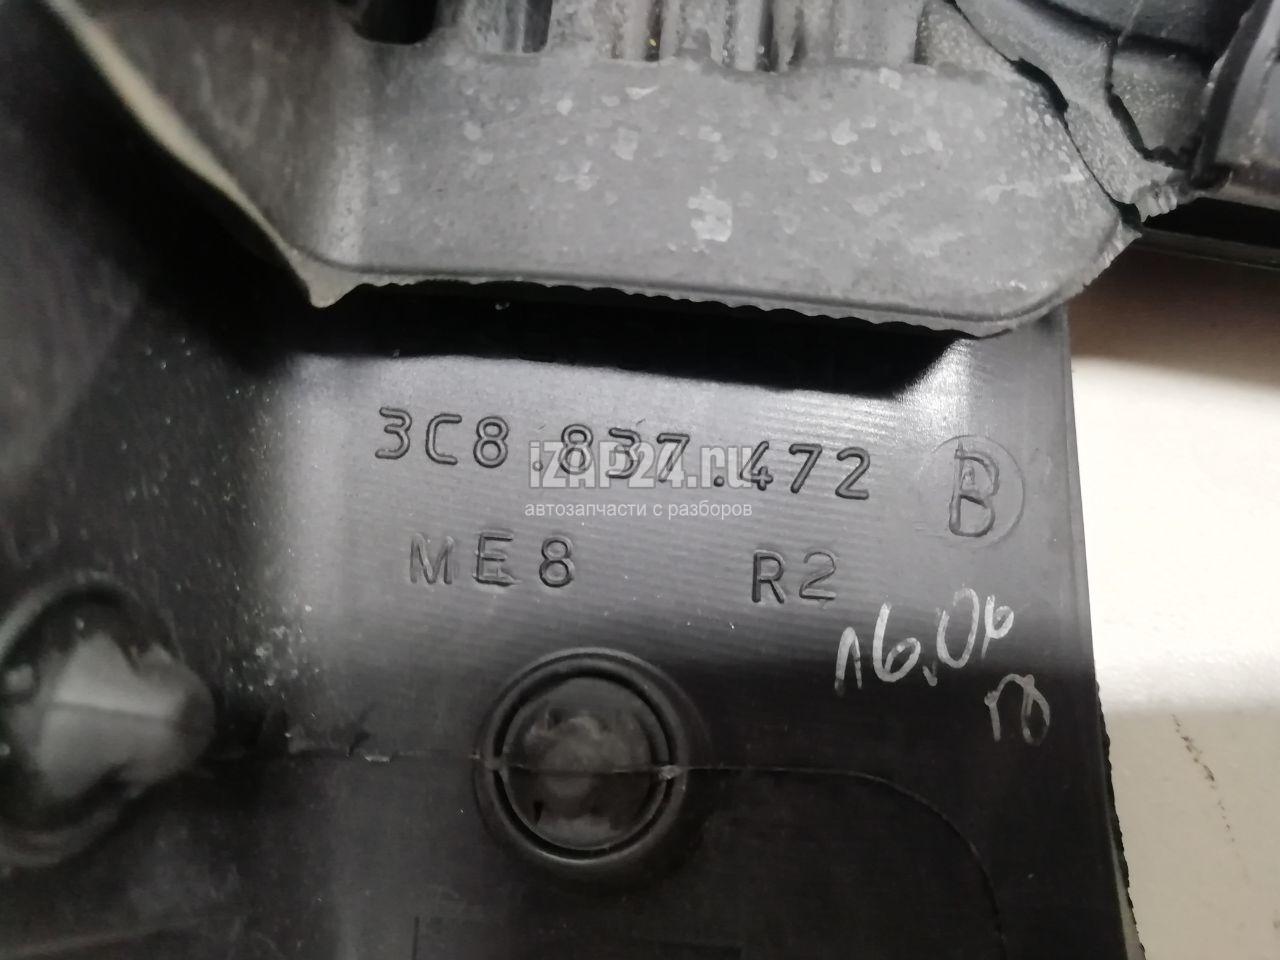 3C8.837.472 B
iZAP24.ru
автозапчасти с разборов
ME8 R2
16.06